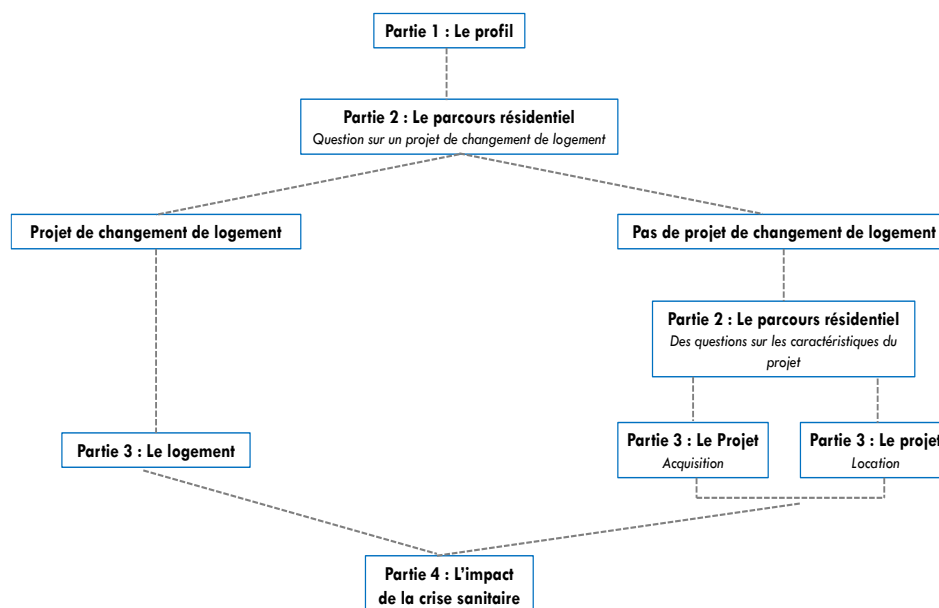 Partie 1 : Le profil
Partie 2 : Le parcours résidentiel
Question sur un projet de changement de logement
Projet de changement de logement
Pas de projet de changement de logement
Partie 2 : Le parcours résidentiel
Des questions sur les caractéristiques du
projet
Partie 3 : Le logement
Partie 3 : Le Projet
Acquisition
Partie 3 : Le projet
Location
Partie 4 : L'impact
de la crise sanitaire